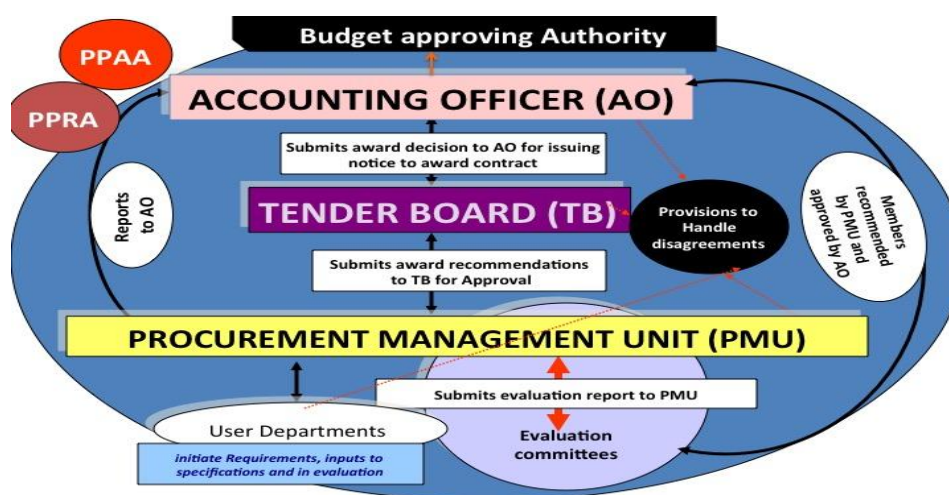 Budget approving Authority
PPAA
PPRA
ACCOUNTING OFFICER (AO)
Submits award decision to AO for issuing
notice to award contract
Reports
to AO
TENDER BOARD (TB)
Provisions to
Handle
disagreements
Members
recommended
by PMU and
approved by AO
Submits award recommendations
to TB for Approval
PROCUREMENT MANAGEMENT UNIT (PMU)
Submits evaluation report to PMU
User Departments
Evaluation
committees
initiate Requirements, inputs to
specifications and in evaluation